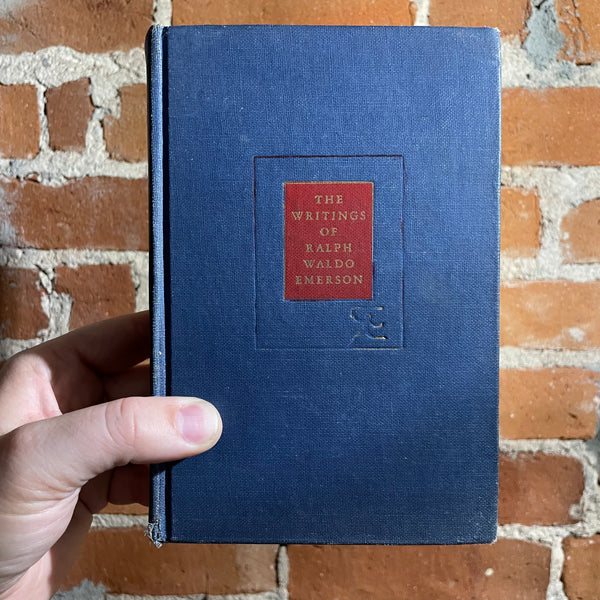 THE
WRITINGS
OF
RALPH
WALDO
EMERSON